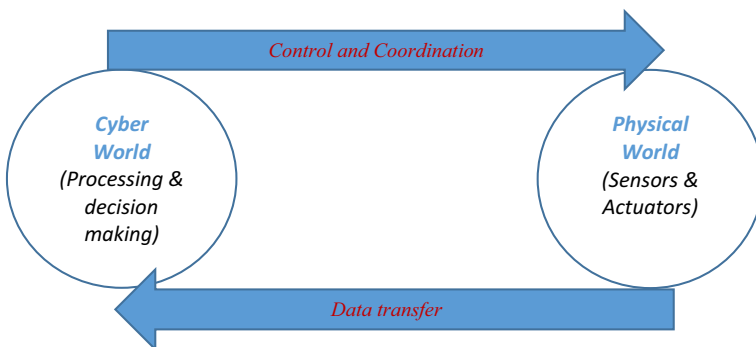 Control and Coordination
Cyber
World
(Processing &
decision
making)
Physical
World
(Sensors &
Actuators)
Data transfer